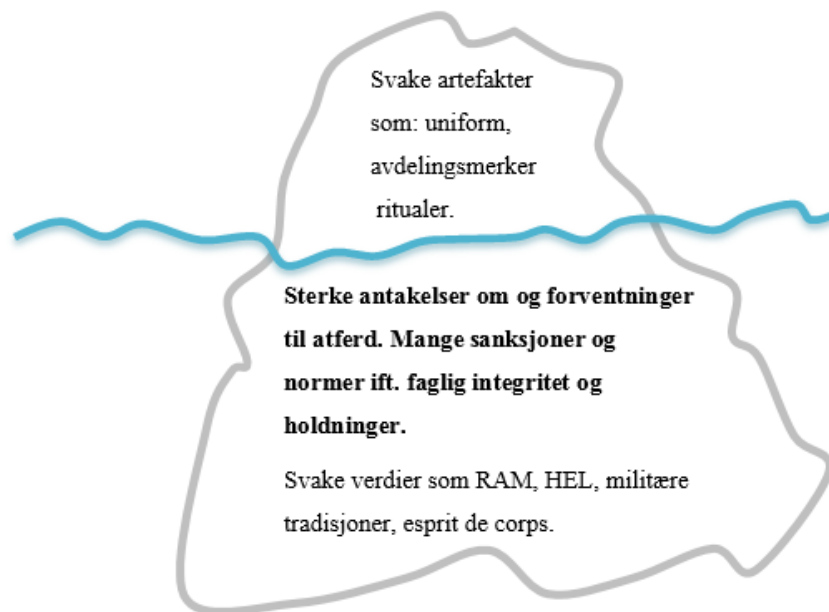 Svake artefakter
som: uniform,
avdelingsmerker
ritualer.
Sterke antakelser om og forventninger
til atferd. Mange sanksjoner og
normer ift. faglig integritet og
holdninger.
Svake verdier som RAM, HEL, militære
tradisjoner, esprit de corps.